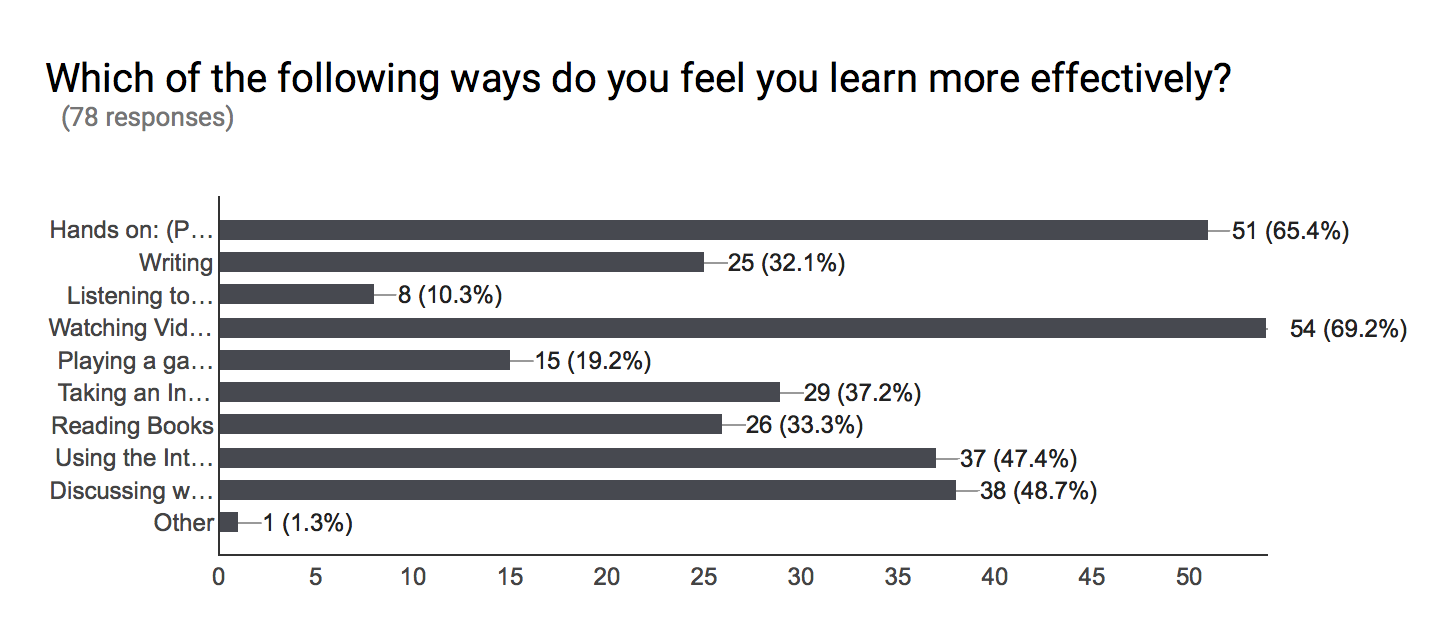 Which of the following ways do you feel you learn more effectively?
(78 responses)
Hands on: (P… 51 (65.4%)
Writing 25 (32.1%)
Listening to… 8 (10.3%)
Watching Vid… 54 (69.2%)
Playing a ga… 15 (19.2%)
Taking an In… 29 (37.2%)
Reading Books 26 (33.3%)
Using the Int… 37 (47.4%)
Discussing w… 38 (48.7%)
Other 1 (1.3%)
0 5 10 15 20 25 30 35 40 45 50